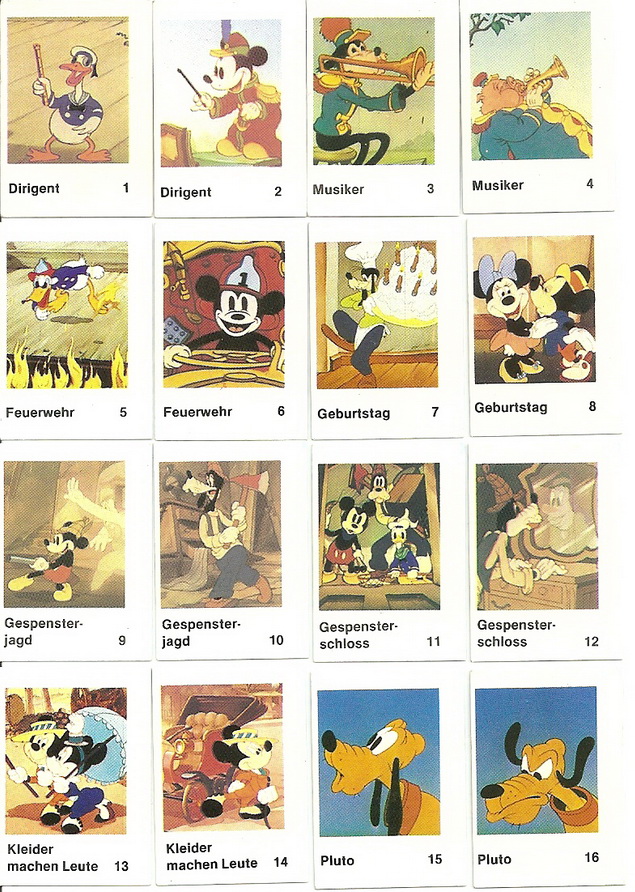 Dirigent 1
Dirigent 2
Musiker 3
Musiker 4
1
Feuerwehr 5
Feuerwehr 6
Geburtstag 7
Geburtstag 8
Gespenster-
jagd 9
Gespenster-
jagd 10
Gespenster-
schloss 11
Gespenster-
schloss 12
Kleider
machen Leute 13
Kleider
machen Leute 14
Pluto 15
Pluto 16